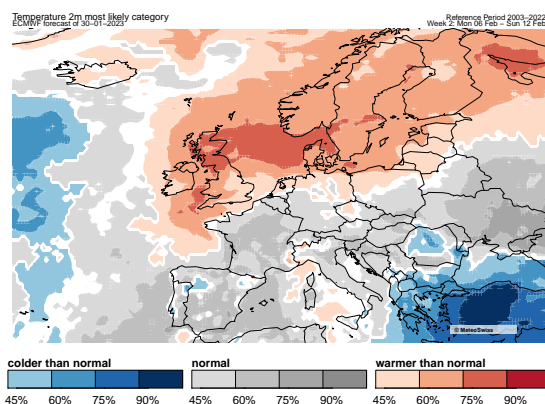 Temperature 2m most likely category
ECMWF forecast of 30-01-2023
Reference Period 2003-2022
Week 2: Mon 06 Feb – Sun 12 Feb
© MeteoSwiss
colder than normal
normal
warmer than normal
45% 60% 75% 90%
45% 60% 75% 90%
45% 60% 75% 90%